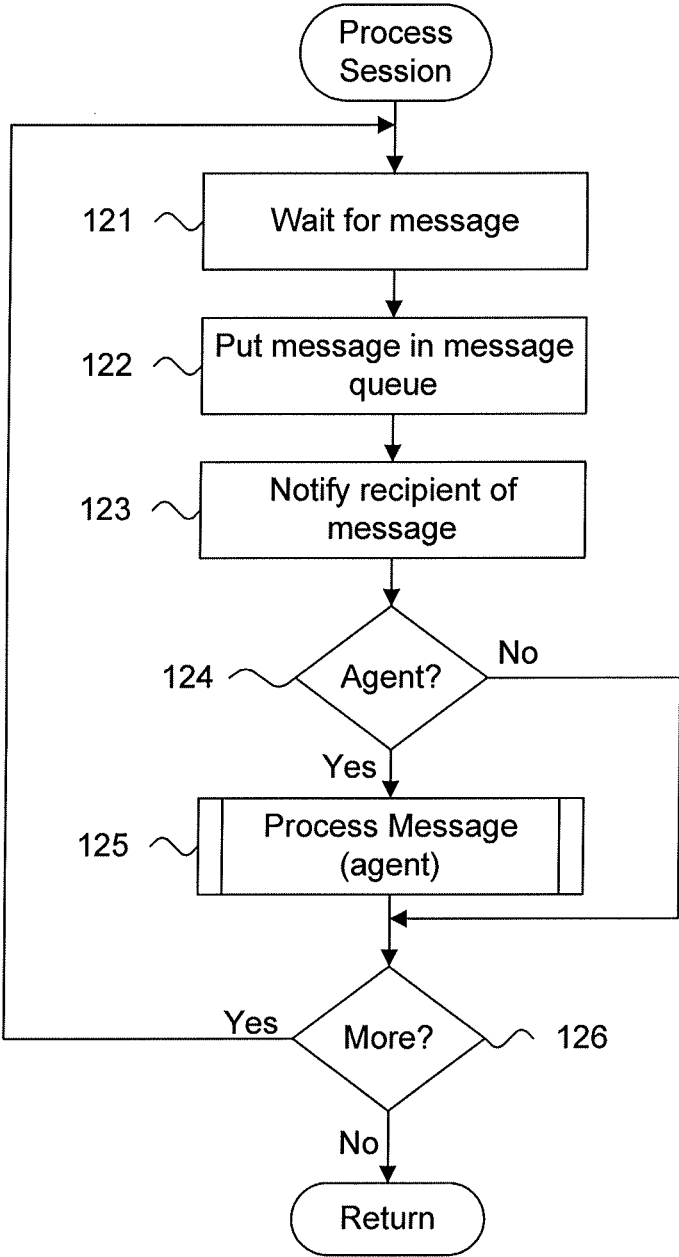 Process
Session
121
Wait for message
122
Put message in message
queue
123
Notify recipient of
message
124
Agent?
No
Yes
125
Process Message
(agent)
Yes
More?
126
No
Return